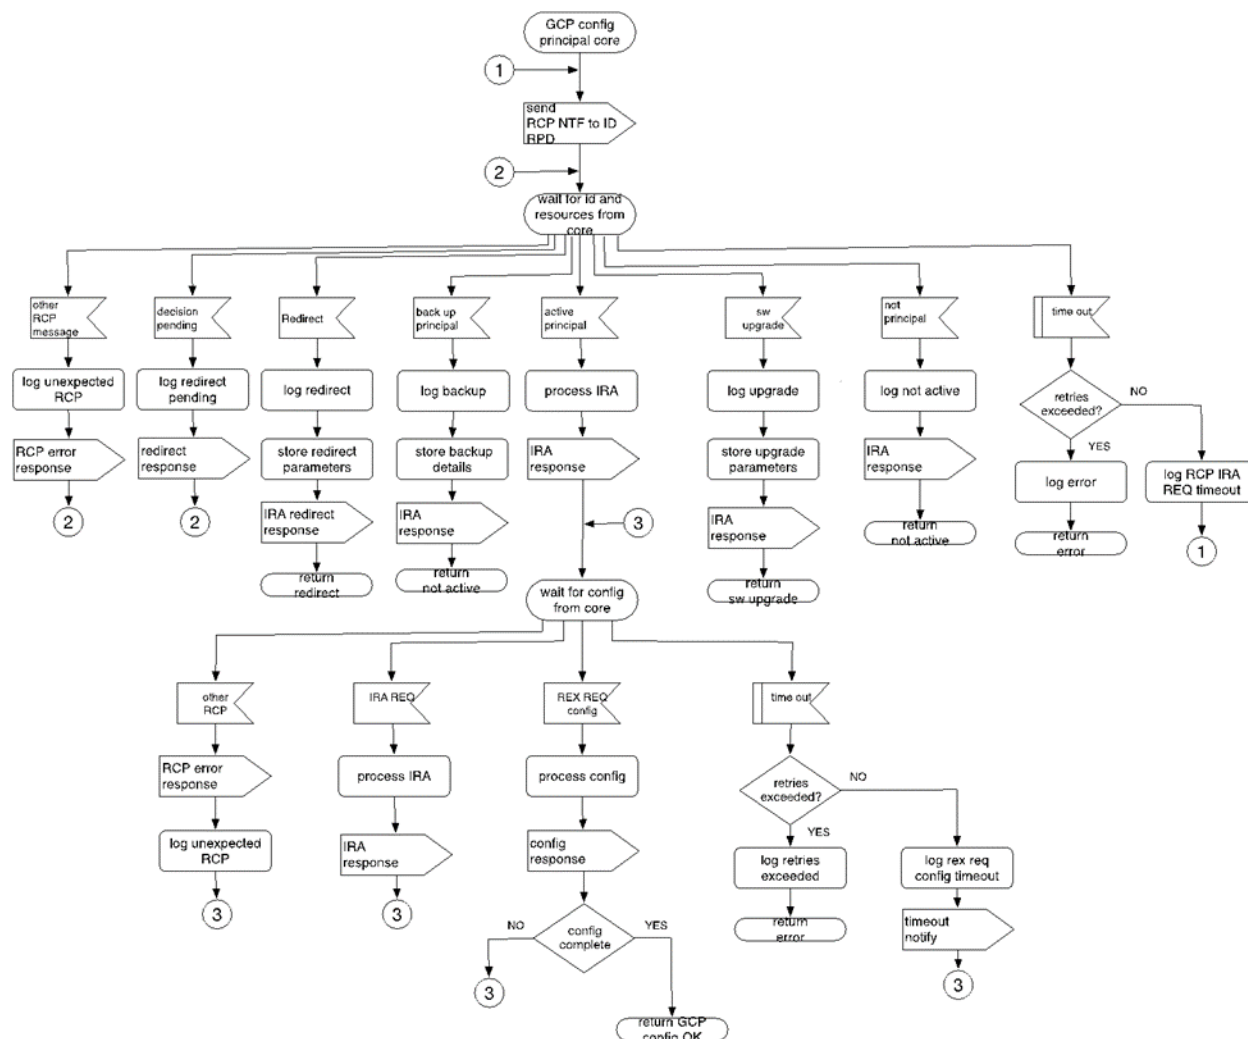 GCP config
principal core
1
send
RCP NTF to ID
RPD
2
wait for id and
resources from
core
other
RCP
message
decision
pending
Redirect
back up
principal
active
principal
sw
upgrade
not
principal
time out
log unexpected
RCP
log redirect
pending
log redirect
log backup
process IRA
log upgrade
log not active
retries
exceeded?
NO
YES
RCP error
response
redirect
response
store redirect
parameters
store backup
details
IRA
response
store upgrade
parameters
IRA
response
log error
log RCP IRA
REQ timeout
2
2
IRA redirect
response
IRA
response
3
IRA
response
return
not active
return
error
1
return
redirect
return
not active
return
sw upgrade
wait for config
from core
other
RCP
IRA REQ
REX REQ
config
time out
RCP error
response
process IRA
process config
retries
exceeded?
NO
YES
log unexpected
RCP
IRA
response
config
response
log retries
exceeded
log rex req
config timeout
3
3
NO
config
complete
YES
return
error
timeout
notify
3
3
return GCP
config OK